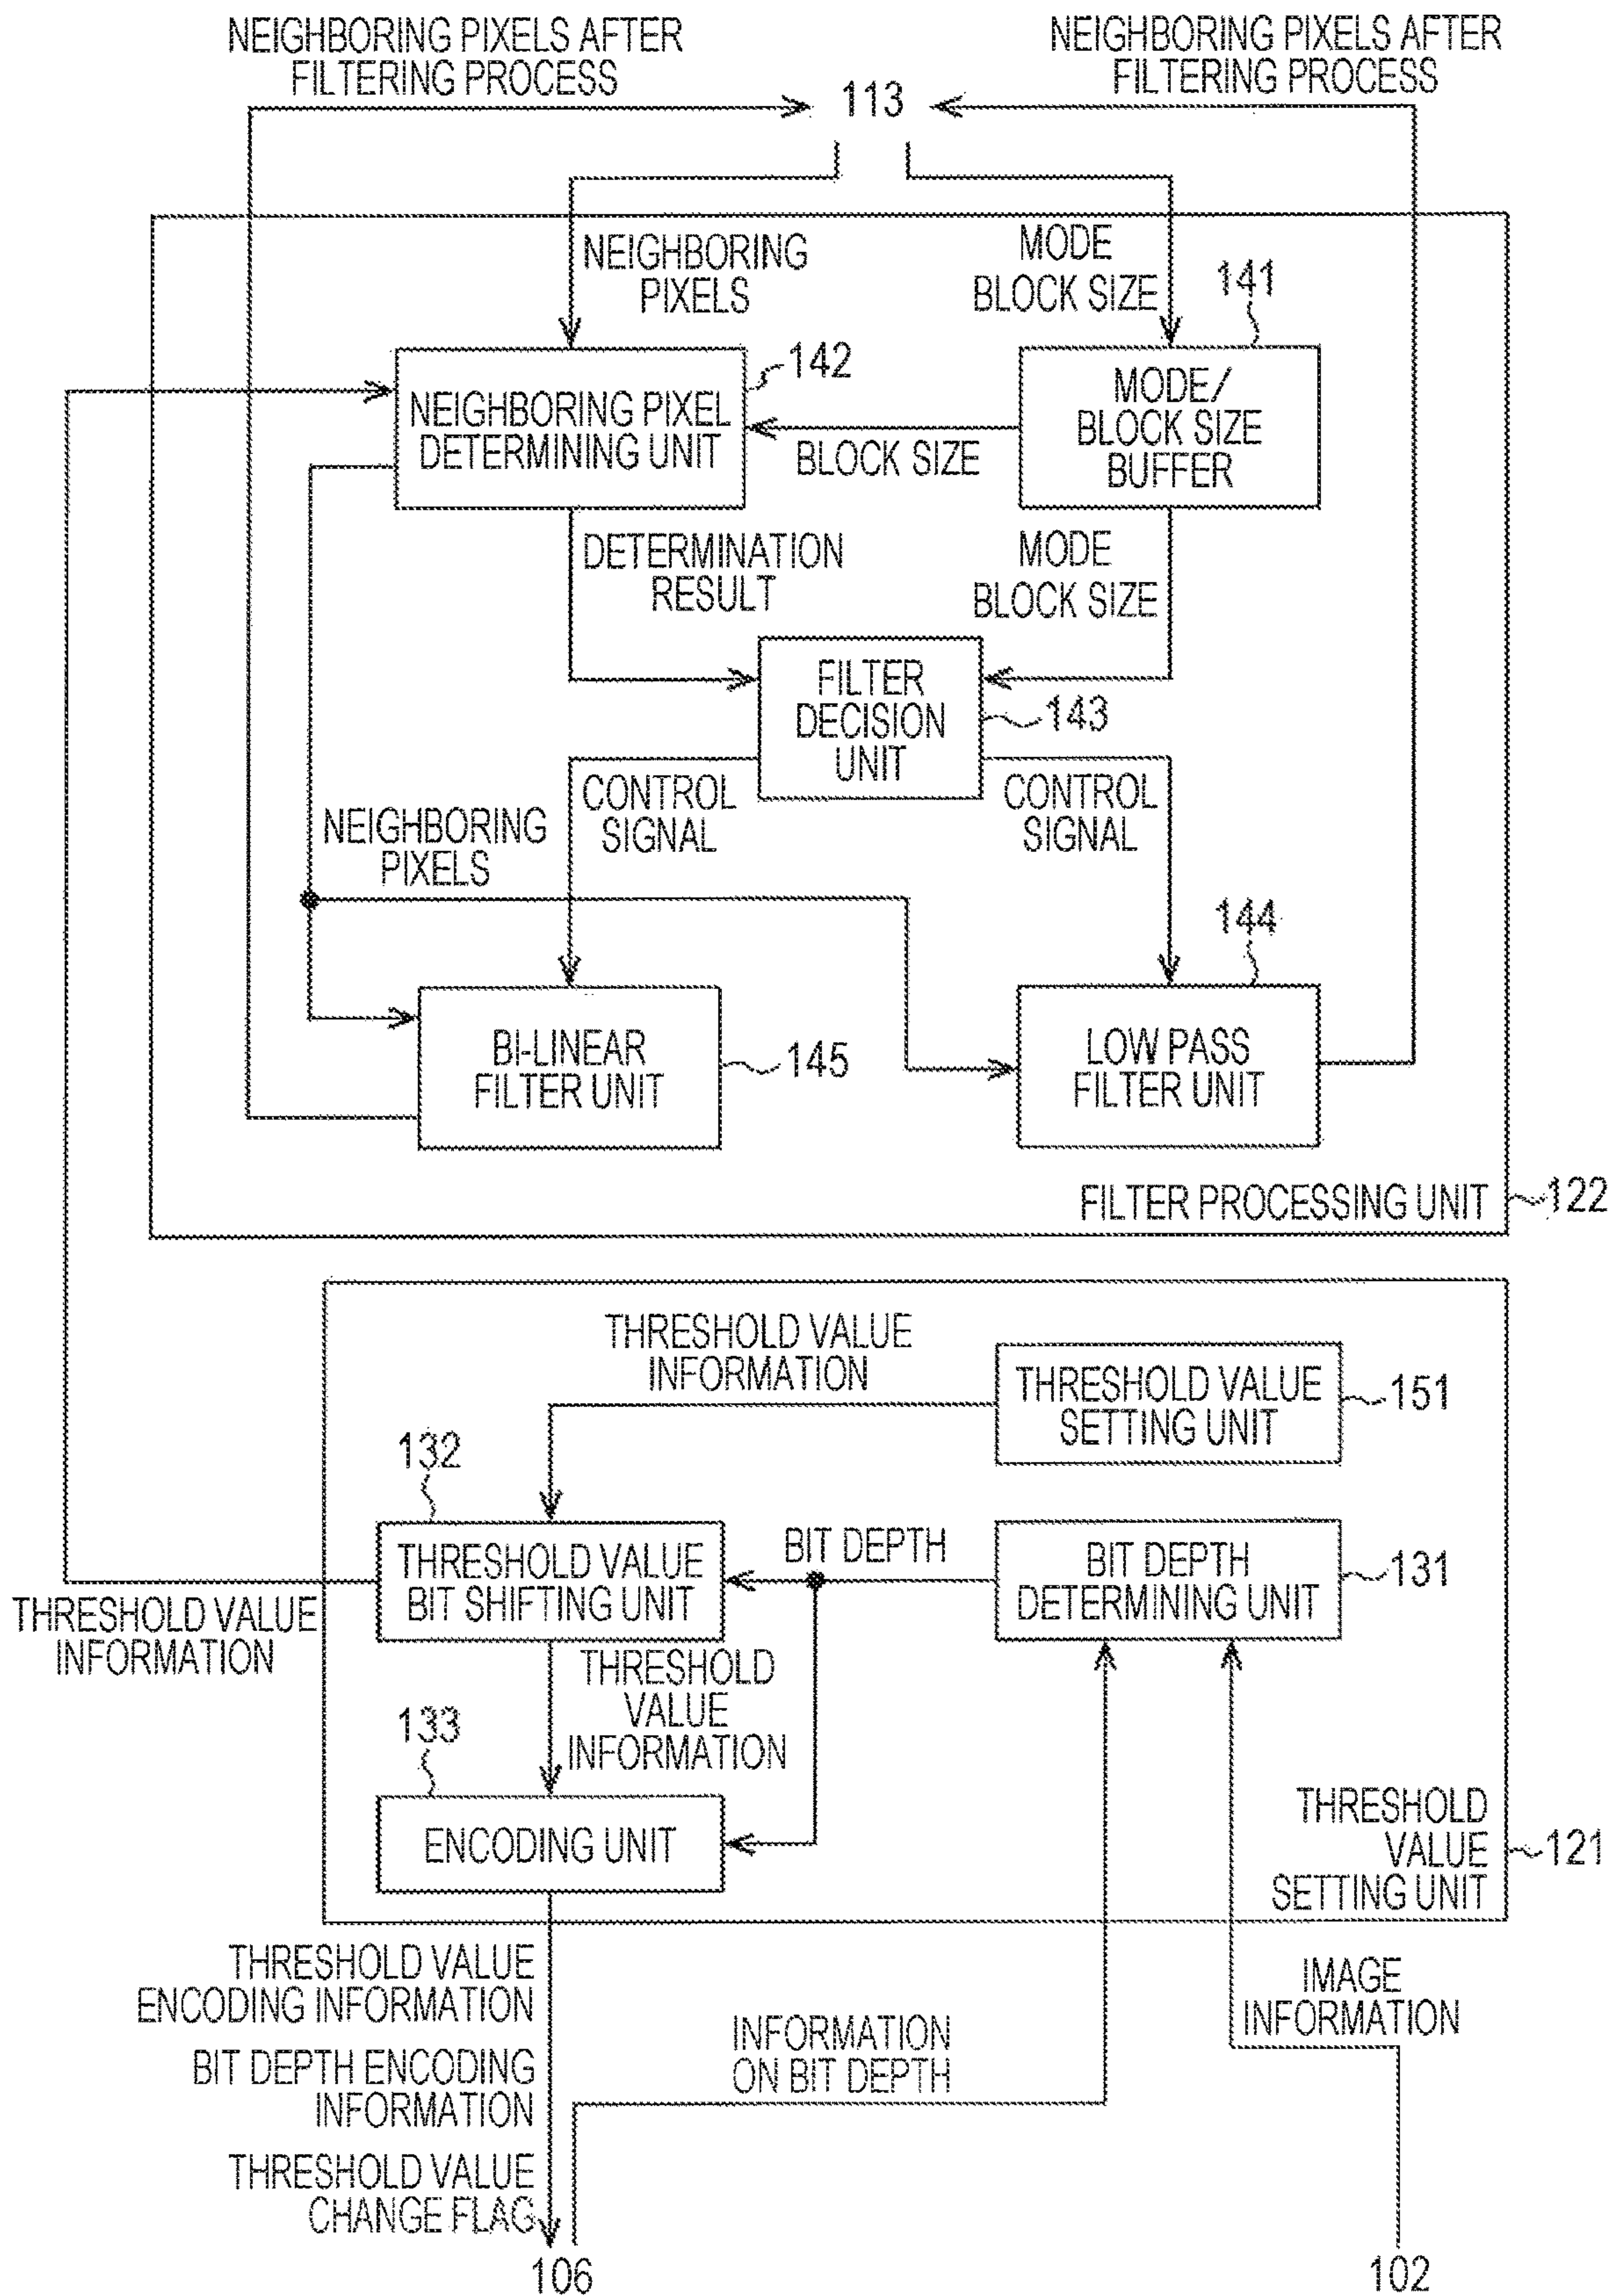 NEIGHBORING PIXELS AFTER
FILTERING PROCESS
NEIGHBORING PIXELS AFTER
FILTERING PROCESS
113
NEIGHBORING
PIXELS
MODE
BLOCK SIZE
141
142
NEIGHBORING PIXEL
DETERMINING UNIT
MODE/
BLOCK SIZE
BUFFER
BLOCK SIZE
DETERMINATION
RESULT
MODE
BLOCK SIZE
FILTER
DECISION
UNIT
143
CONTROL
SIGNAL
CONTROL
SIGNAL
NEIGHBORING
PIXELS
144
BI-LINEAR
FILTER UNIT
145
LOW PASS
FILTER UNIT
FILTER PROCESSING UNIT
122
THRESHOLD VALUE
INFORMATION
THRESHOLD VALUE
SETTING UNIT
151
132
THRESHOLD VALUE
BIT SHIFTING UNIT
BIT DEPTH
BIT DEPTH
DETERMINING UNIT
131
THRESHOLD VALUE
INFORMATION
THRESHOLD
VALUE
INFORMATION
133
ENCODING UNIT
THRESHOLD
VALUE
SETTING UNIT
121
THRESHOLD VALUE
ENCODING INFORMATION
IMAGE
INFORMATION
INFORMATION
ON BIT DEPTH
BIT DEPTH ENCODING
INFORMATION
THRESHOLD VALUE
CHANGE FLAG
106
102